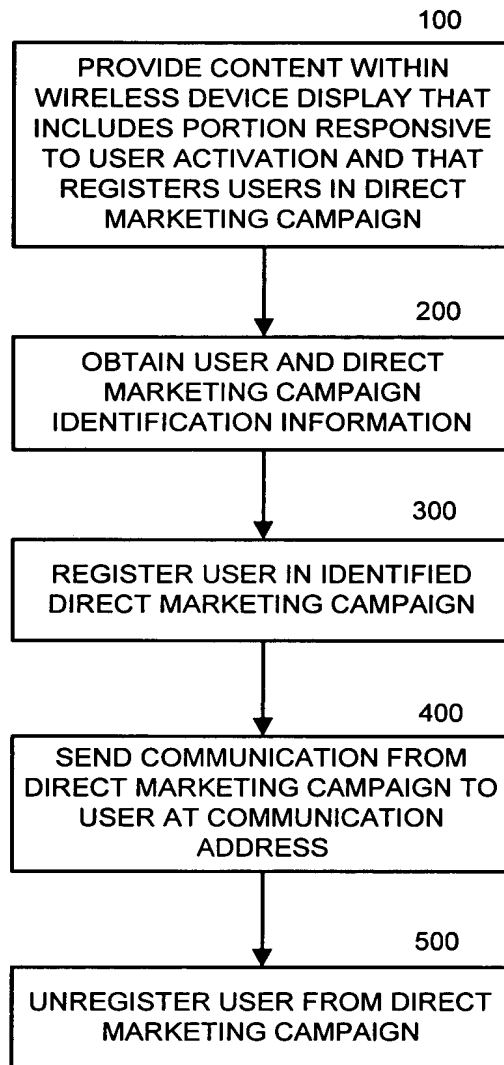 100
PROVIDE CONTENT WITHIN
WIRELESS DEVICE DISPLAY THAT
INCLUDES PORTION RESPONSIVE
TO USER ACTIVATION AND THAT
REGISTERS USERS IN DIRECT
MARKETING CAMPAIGN
200
OBTAIN USER AND DIRECT
MARKETING CAMPAIGN
IDENTIFICATION INFORMATION
300
REGISTER USER IN IDENTIFIED
DIRECT MARKETING CAMPAIGN
400
SEND COMMUNICATION FROM
DIRECT MARKETING CAMPAIGN TO
USER AT COMMUNICATION
ADDRESS
500
UNREGISTER USER FROM DIRECT
MARKETING CAMPAIGN